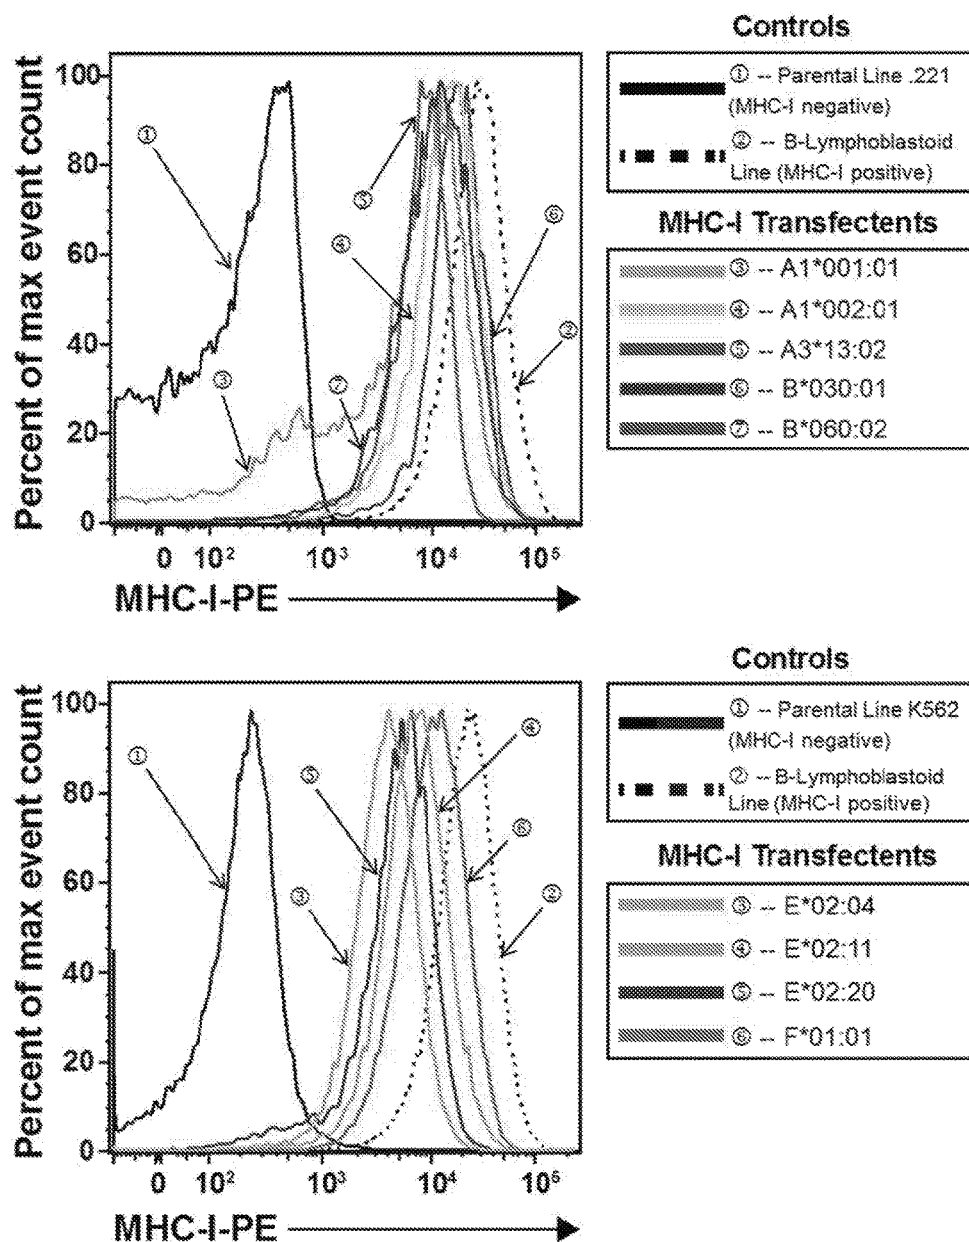 Controls
① -- Parental Line .221
(MHC-I negative)
② -- B-Lymphoblastoid
Line (MHC-I positive)
MHC-I Transfectents
③ -- A1*001:01
④ -- A1*002:01
⑤ -- A3*13:02
⑥ -- B*030:01
⑦ -- B*060:02
Percent of max event count
100
80
60
40
20
0
① ③ ⑦ ④ ⑤ ⑥ ②
0 10² 10³ 10⁴ 10⁵
MHC-I-PE
Controls
① -- Parental Line K562
(MHC-I negative)
② -- B-Lymphoblastoid
Line (MHC-I positive)
MHC-I Transfectents
③ -- E*02:04
④ -- E*02:11
⑤ -- E*02:20
⑥ -- F*01:01
Percent of max event count
100
80
60
40
20
0
① ⑤ ③ ④ ⑥ ②
0 10² 10³ 10⁴ 10⁵
MHC-I-PE